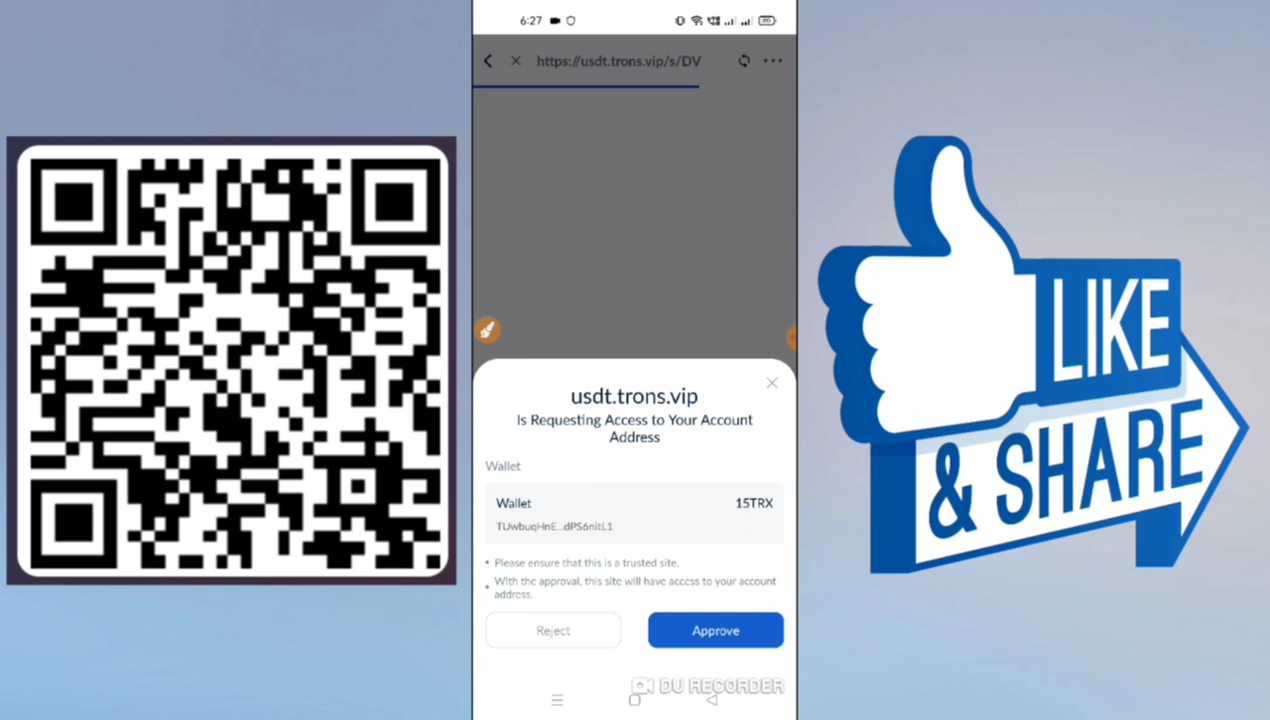 6:27
https://usdt.trons.vip/s/DV
usdt.trons.vip
Is Requesting Access to Your Account
Address
Wallet
Wallet 15TRX
TUwbuqHnE...dPS6nitL1
• Please ensure that this is a trusted site.
• With the approval, this site will have access to your account
address.
Reject Approve
DU RECORDER
LIKE
& SHARE